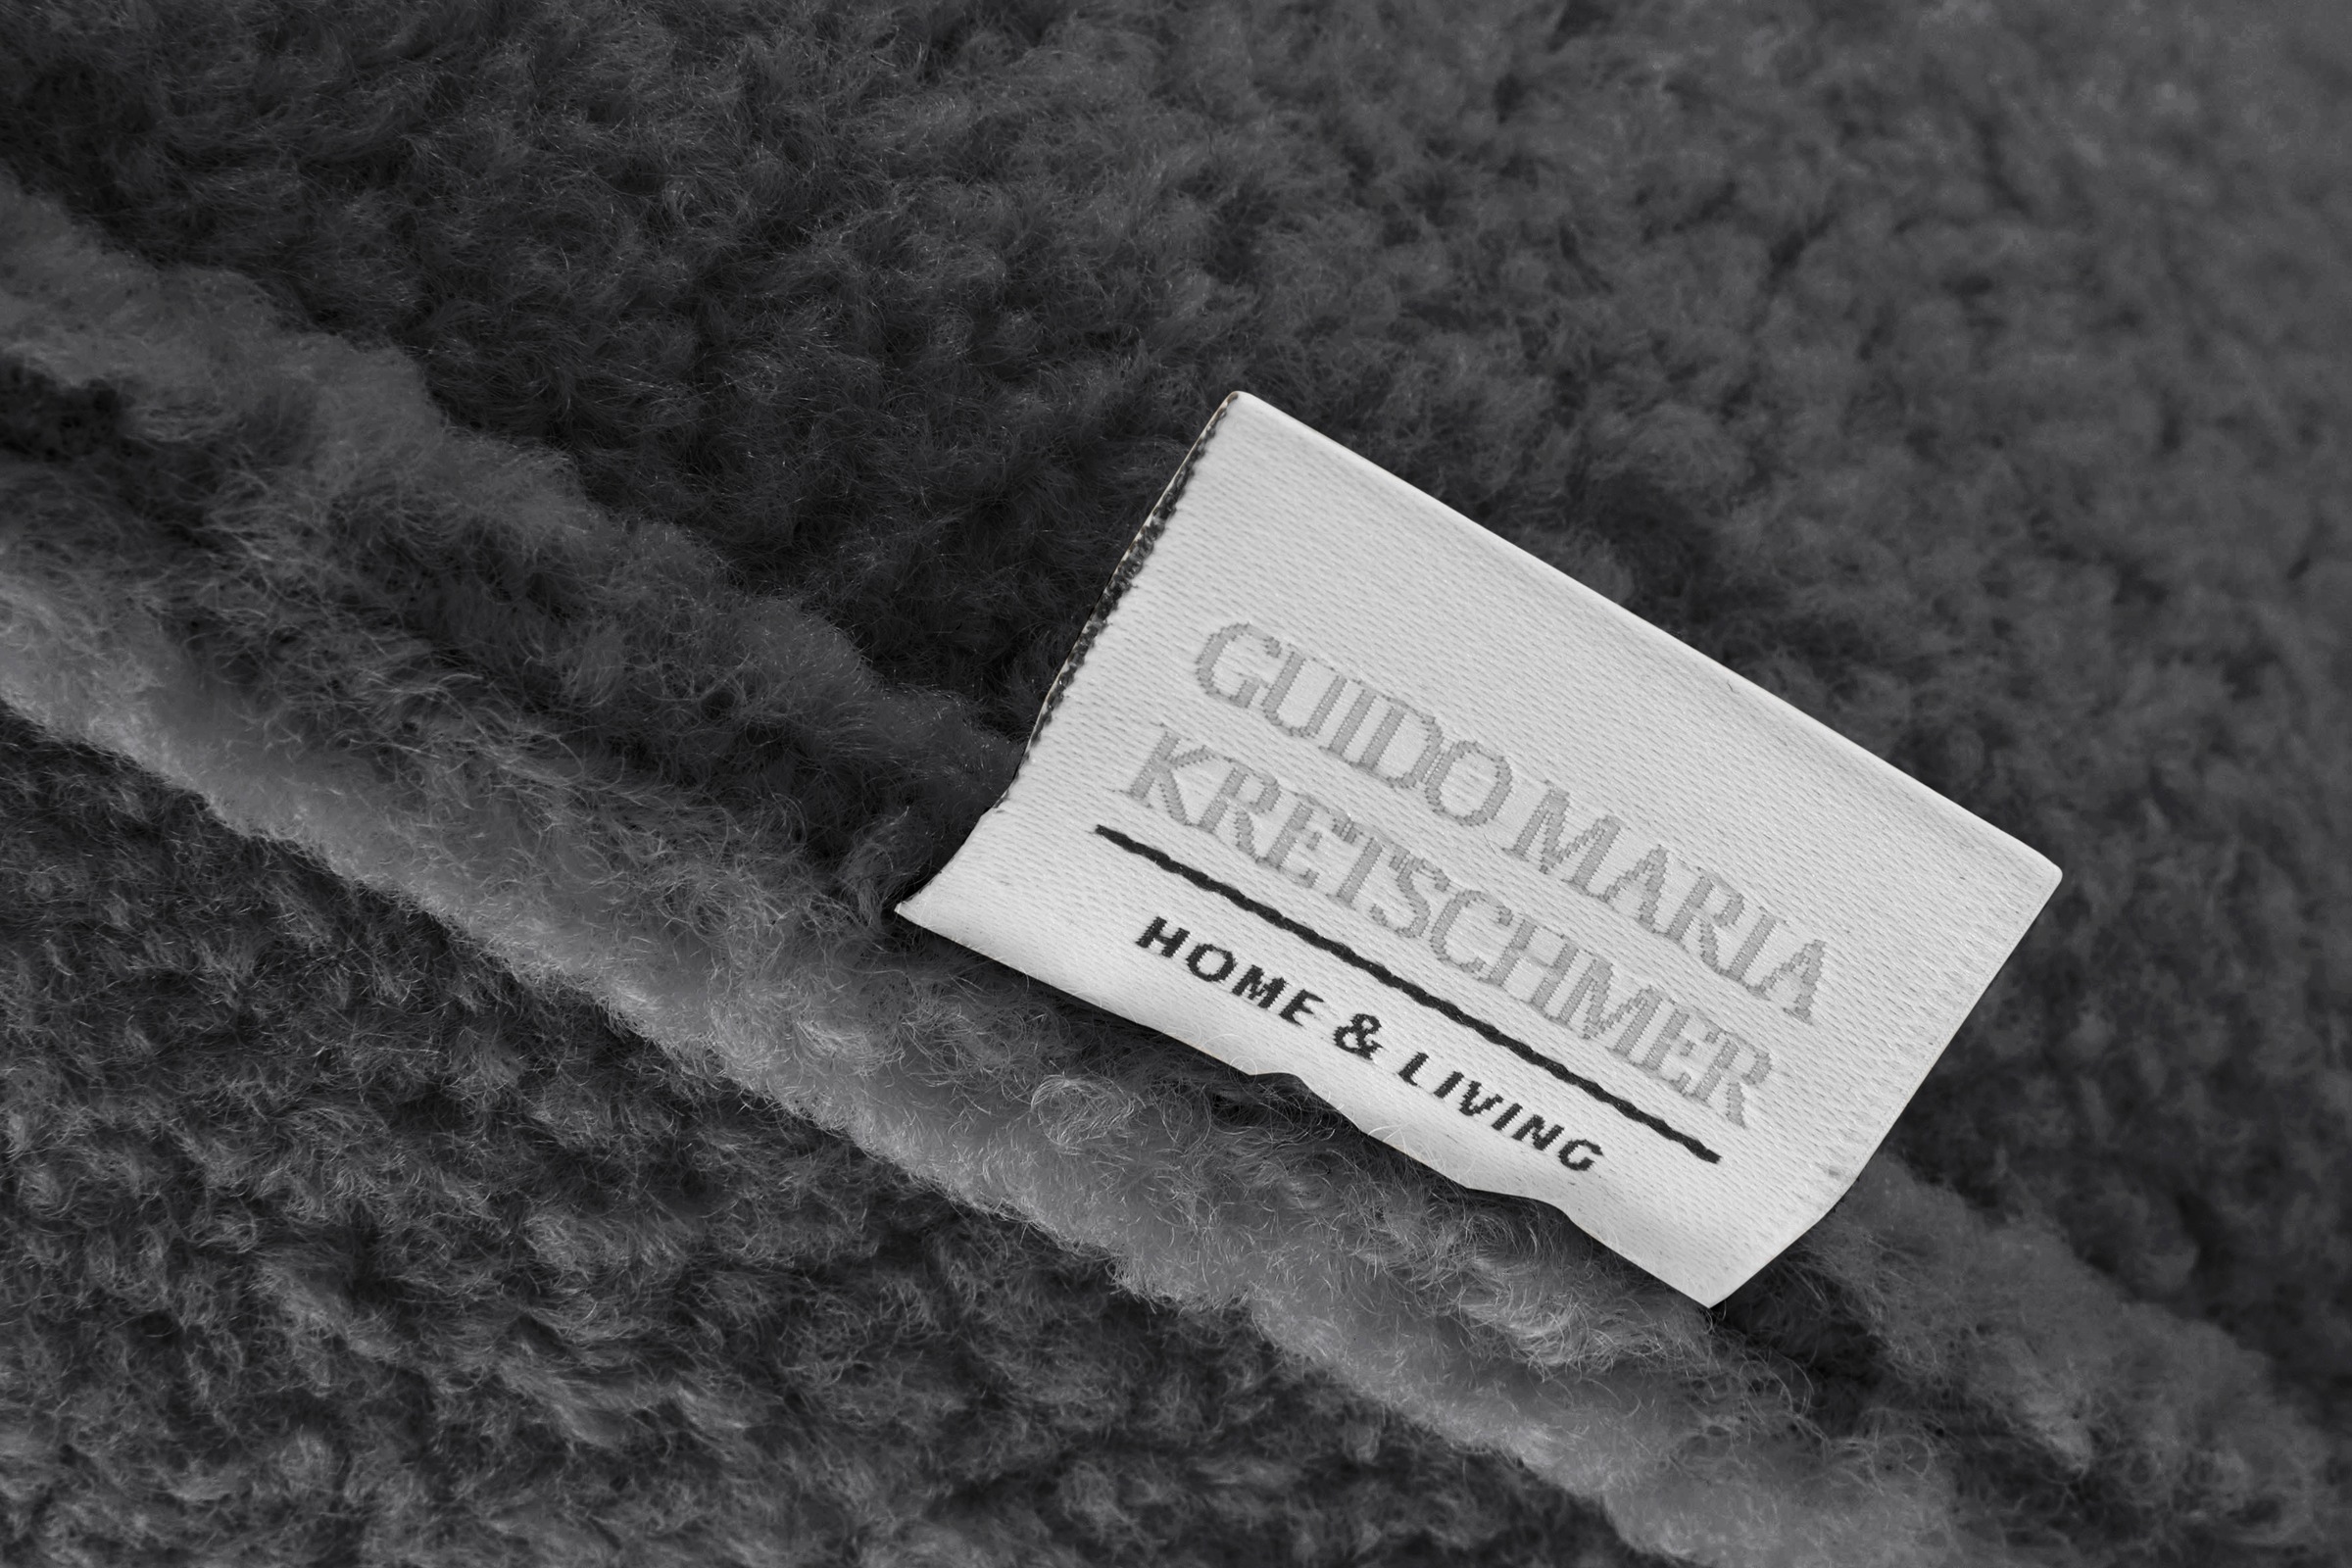 GUIDO MARIA
KRETSCHMER
HOME & LIVING